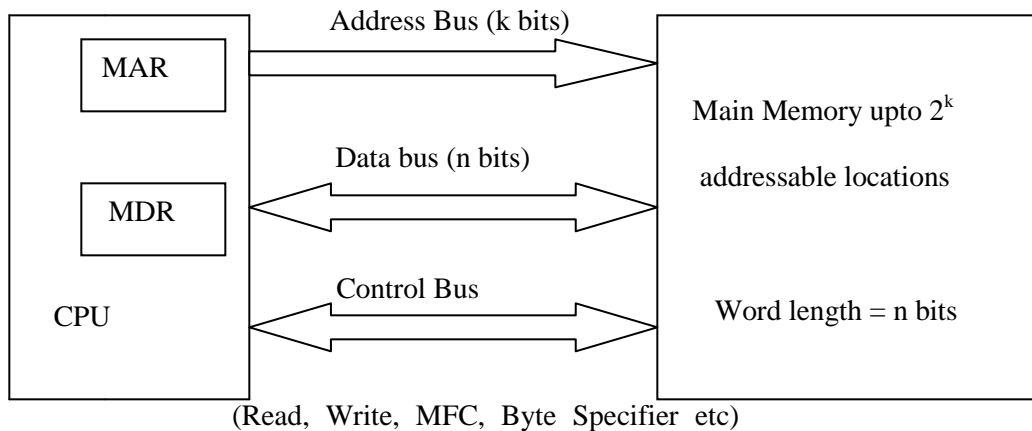 Address Bus (k bits)
MAR
Main Memory upto 2^k
Data bus (n bits)
addressable locations
MDR
Control Bus
CPU
Word length = n bits
(Read, Write, MFC, Byte Specifier etc)